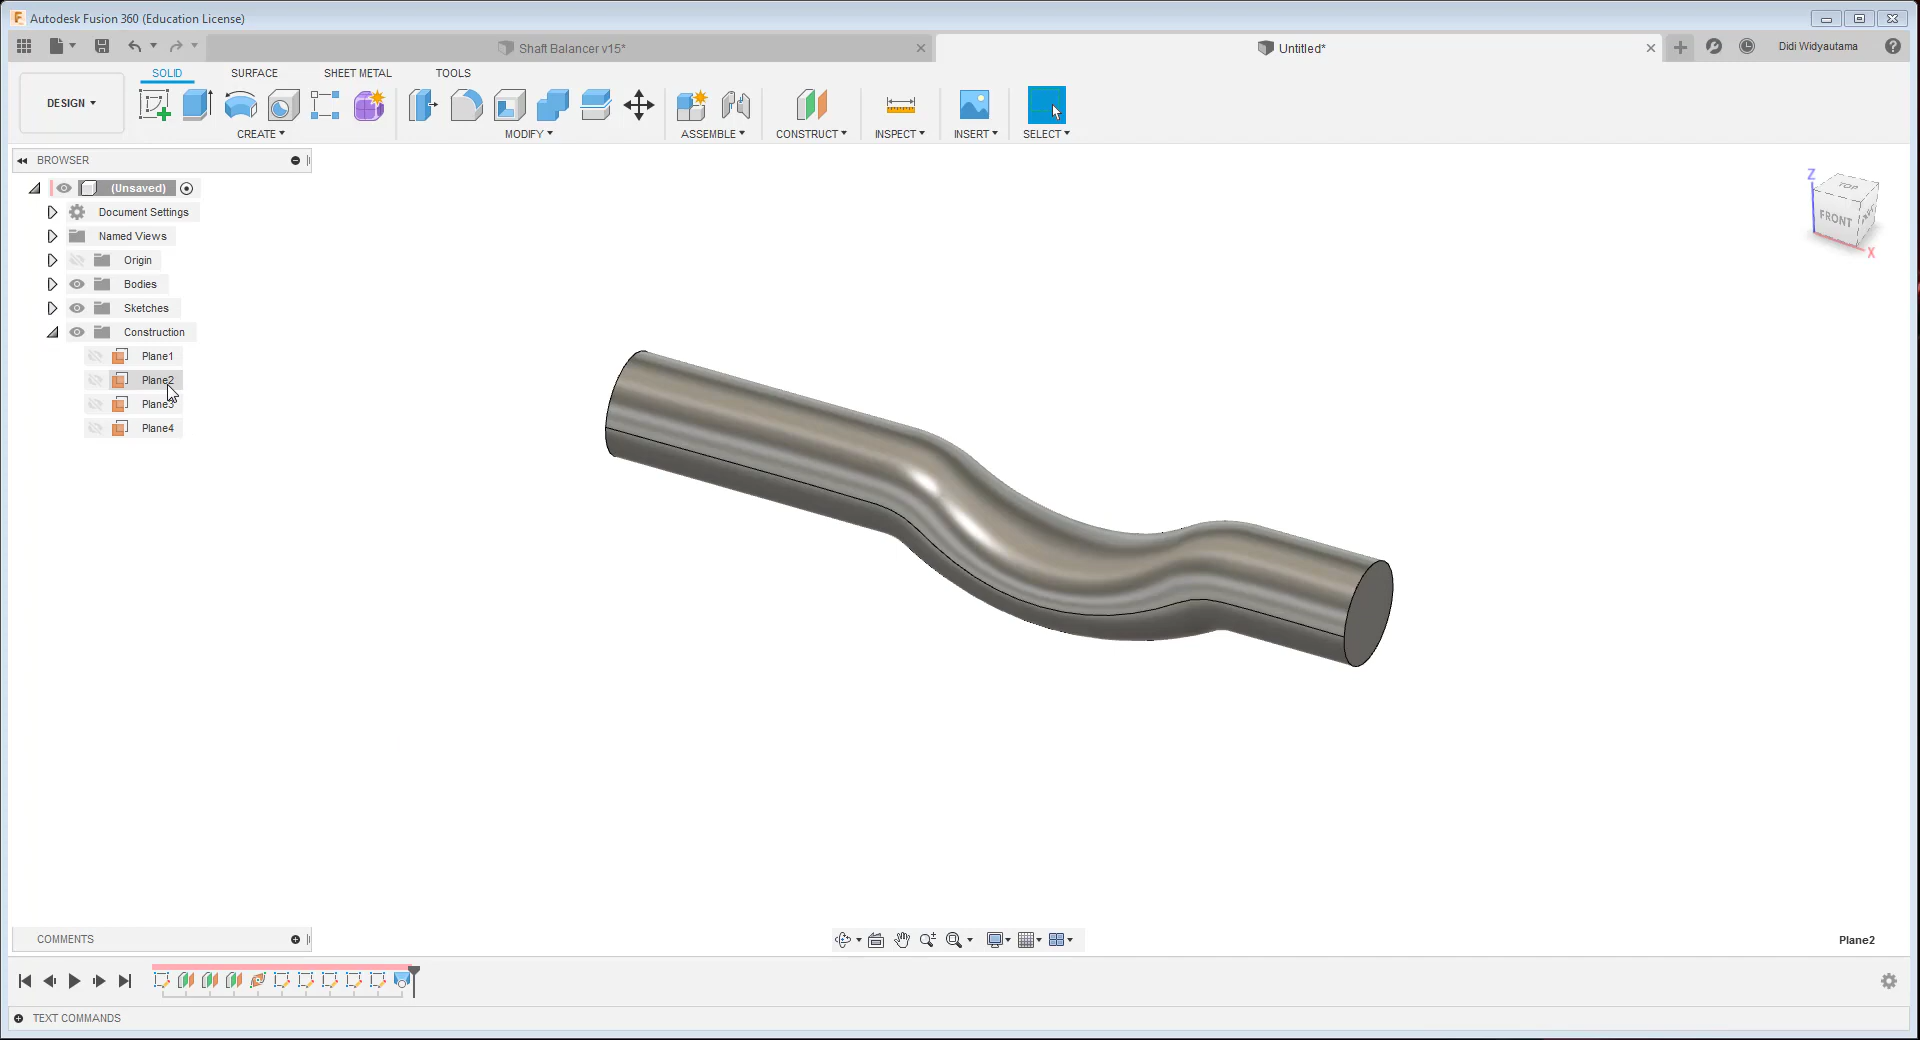 Autodesk Fusion 360 (Education License)
Shaft Balancer v15*
Untitled*
Didi Widyautama
DESIGN
SOLID
SURFACE
SHEET METAL
TOOLS
CREATE
MODIFY
ASSEMBLE
CONSTRUCT
INSPECT
INSERT
SELECT
BROWSER
(Unsaved)
Document Settings
Named Views
Origin
Bodies
Sketches
Construction
Plane1
Plane2
Plane3
Plane4
Z
TOP
FRONT
X
COMMENTS
Plane2
TEXT COMMANDS